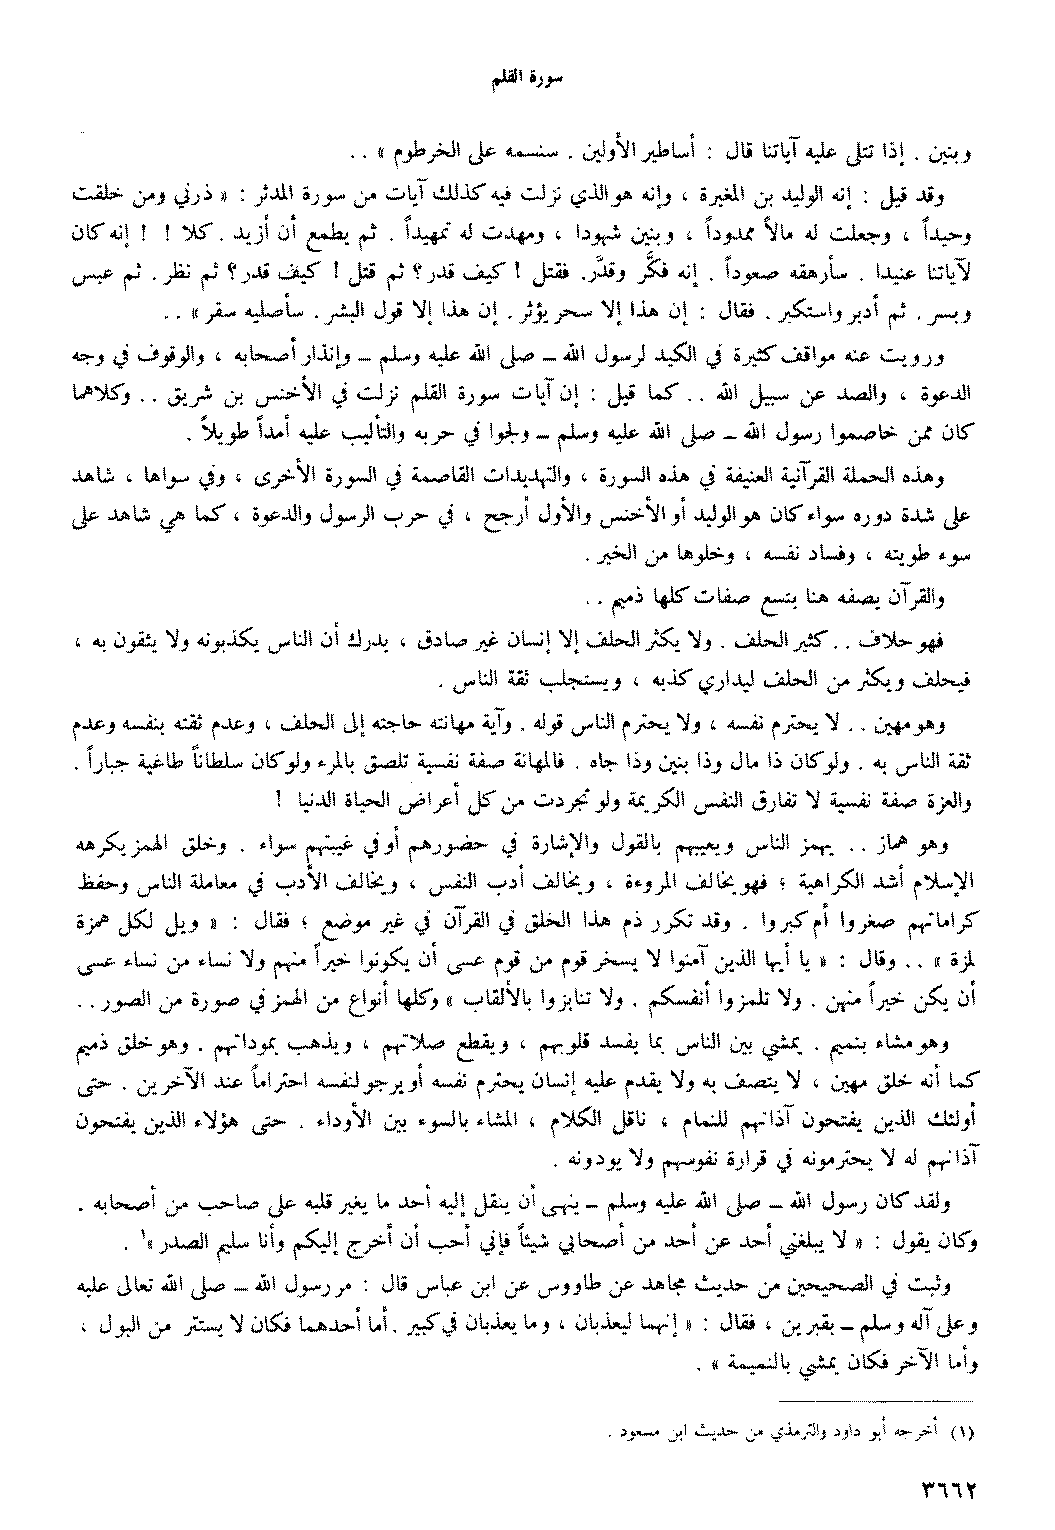 سورة القلم
وبنين . إذا تتلى عليه آياتنا قال : أساطير الأولين . سنسمه على الخرطوم » . .
وقد قيل : إنه الوليد بن المغيرة ، وإنه هو الذي نزلت فيه كذلك آيات من سورة المدثر : « ذرني ومن خلقت
وحيداً ، وجعلت له مالاً ممدوداً ، وبنين شهودا ، ومهدت له تمهيداً . ثم يطمع أن أزيد . كلا ! ! إنه كان
لآياتنا عنيدا . سأرهقه صعوداً . إنه فكَّر وقدَّر. فقتل ! كيف قدر؟ ثم قتل ! كيف قدر؟ ثم نظر. ثم عبس
وبسر. ثم أدبر واستكبر. فقال : إن هذا إلا سحر يؤثر. إن هذا إلا قول البشر. سأصليه سقر » . .
ورويت عنه مواقف كثيرة في الكيد لرسول الله – صلى الله عليه وسلم – وإنذار أصحابه ، والوقوف في وجه
الدعوة ، والصد عن سبيل الله . . كما قيل : إن آيات سورة القلم نزلت في الأخنس بن شريق . . وكلاهما
كان ممن خاصموا رسول الله – صلى الله عليه وسلم – ولجوا في حربه والتأليب عليه أمداً طويلاً .
وهذه الحملة القرآنية العنيفة في هذه السورة ، والتهديدات القاصمة في السورة الأخرى ، وفي سواها ، شاهد
على شدة دوره سواء كان هو الوليد أو الأخنس والأول أرجح ، في حرب الرسول والدعوة ، كما هي شاهد على
سوء طويته ، وفساد نفسه ، وخلوها من الخير .
والقرآن يصفه هنا بتسع صفات كلها ذميم . .
فهو حلاف . . كثير الحلف . ولا يكثر الحلف إلا إنسان غير صادق ، يدرك أن الناس يكذبونه ولا يثقون به ،
فيحلف ويكثر من الحلف ليداري كذبه ، ويستجلب ثقة الناس .
وهو مهين . . لا يحترم نفسه ، ولا يحترم الناس قوله . وآية مهانته حاجته إلى الحلف ، وعدم ثقته بنفسه وعدم
ثقة الناس به . ولو كان ذا مال وذا بنين وذا جاه . فالمهانة صفة نفسية تلصق بالمرء ولو كان سلطاناً طاغية جباراً .
والعزة صفة نفسية لا تفارق النفس الكريمة ولو تجردت من كل أعراض الحياة الدنيا !
وهو هماز . . يهمز الناس ويعيبهم بالقول والإشارة في حضورهم أو في غيبتهم سواء . وخلق الهمز يكرهه
الإسلام أشد الكراهية ؛ فهو يخالف المروءة ، ويخالف أدب النفس ، ويخالف الأدب في معاملة الناس وحفظ
كراماتهم صغروا أم كبروا . وقد تكرر ذم هذا الخلق في القرآن في غير موضع ؛ فقال : « ويل لكل همزة
لمزة » . . وقال : « يا أيها الذين آمنوا لا يسخر قوم من قوم عسى أن يكونوا خيراً منهم ولا نساء من نساء عسى
أن يكن خيراً منهن . ولا تلمزوا أنفسكم . ولا تنابزوا بالألقاب » وكلها أنواع من الهمز في صورة من الصور. .
وهو مشاء بنميم . يمشي بين الناس بما يفسد قلوبهم ، ويقطع صلاتهم ، ويذهب بموداتهم . وهو خلق ذميم
كما أنه خلق مهين ، لا يتصف به ولا يقدم عليه إنسان يحترم نفسه أو يرجو لنفسه احتراماً عند الآخرين . حتى
أولئك الذين يفتحون آذانهم للنمام ، ناقل الكلام ، المشاء بالسوء بين الأوداء . حتى هؤلاء الذين يفتحون
آذانهم له لا يحترمونه في قرارة نفوسهم ولا يودونه .
ولقد كان رسول الله – صلى الله عليه وسلم – ينهى أن ينقل إليه أحد ما يغير قلبه على صاحب من أصحابه .
وكان يقول : « لا يبلغني أحد عن أحد من أصحابي شيئاً فإني أحب أن أخرج إليكم وأنا سليم الصدر »١ .
وثبت في الصحيحين من حديث مجاهد عن طاووس عن ابن عباس قال : مر رسول الله – صلى الله تعالى عليه
وعلى آله وسلم – بقبرين ، فقال : « إنهما ليعذبان ، وما يعذبان في كبير . أما أحدهما فكان لا يستتر من البول ،
وأما الآخر فكان يمشي بالنميمة » .
(١) أخرجه أبو داود والترمذي من حديث ابن مسعود .
٣٦٦٢